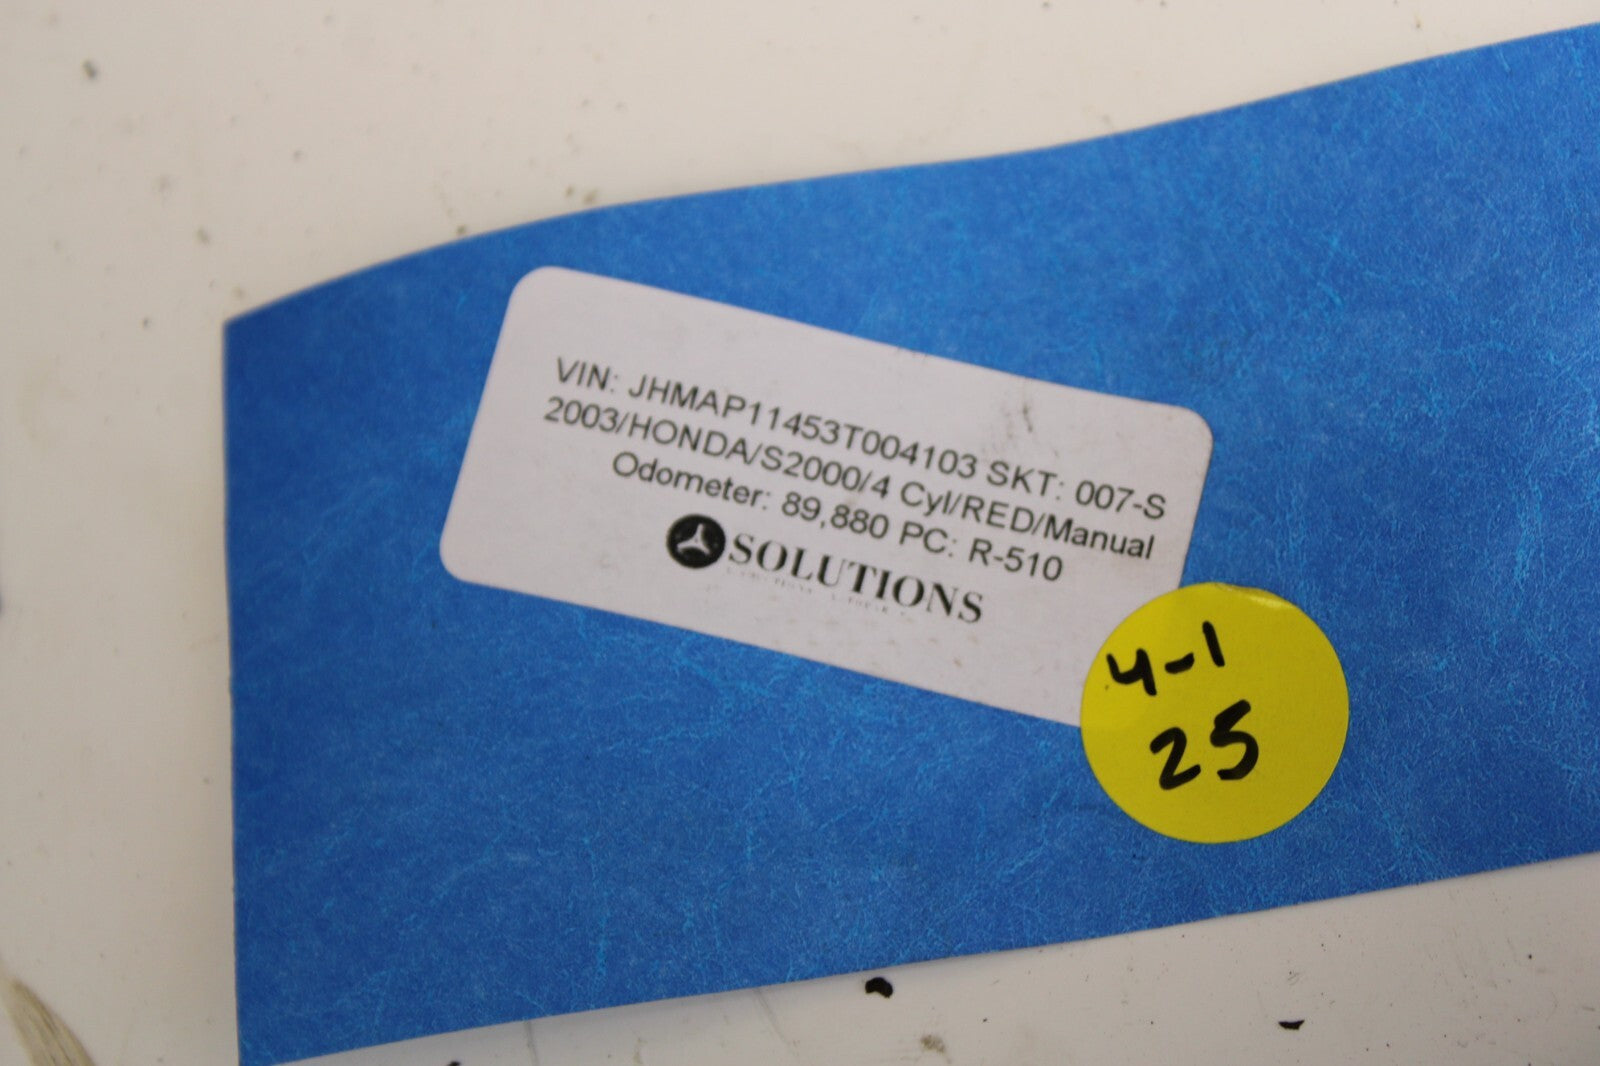 VIN: JHMAP11453T004103 SKT: 007-S
2003/HONDA/S2000/4 Cyl/RED/Manual
Odometer: 89,880 PC: R-510
SOLUTIONS
4-1
25